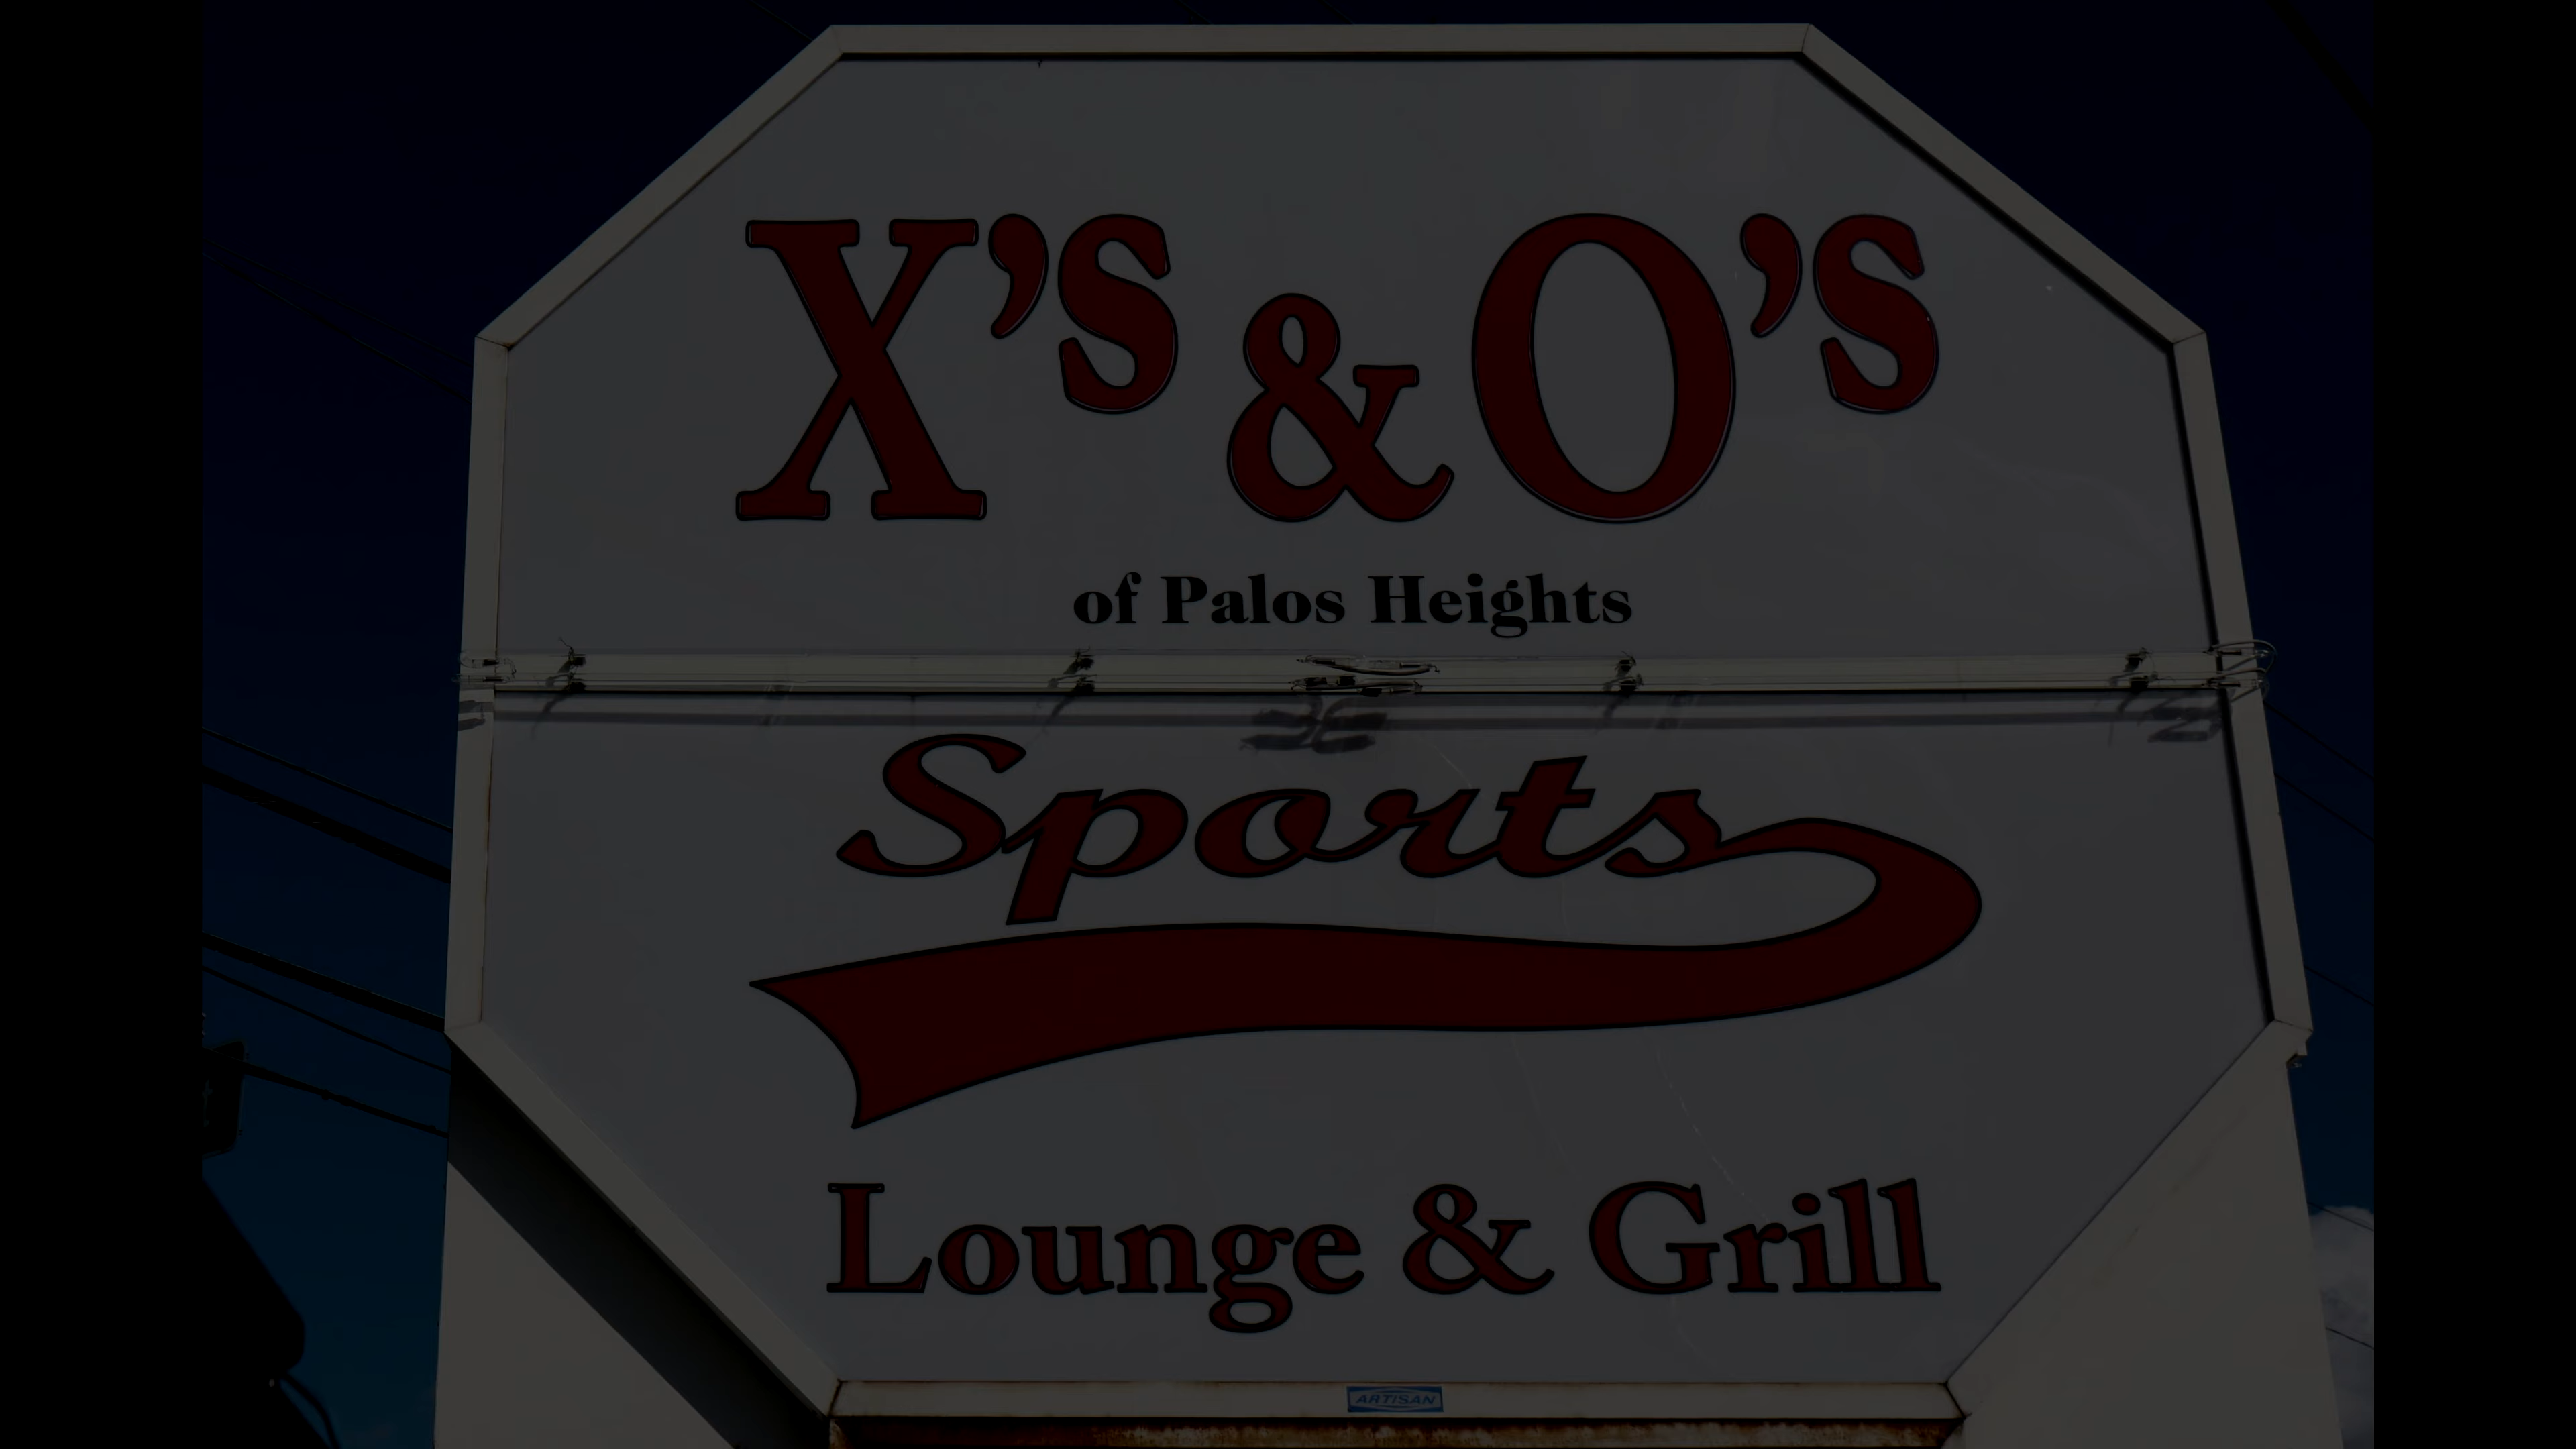 X's & O's
of Palos Heights
Sports
Lounge & Grill
ARTISAN